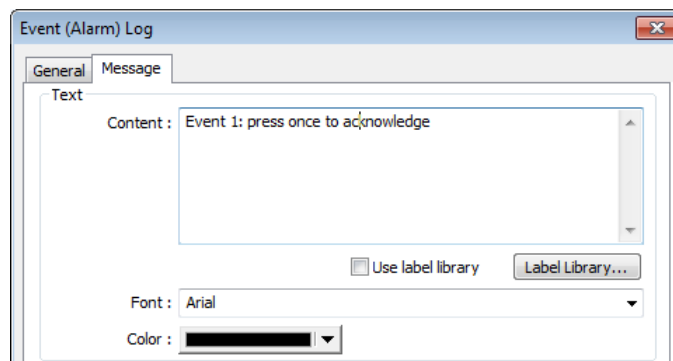 Event (Alarm) Log
General Message
Text
Content : Event 1: press once to acknowledge
Use label library Label Library...
Font : Arial
Color :